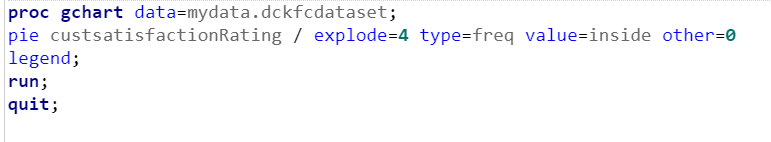 proc gchart data=mydata.dckfcdataset;
pie custsatisfactionRating / explode=4 type=freq value=inside other=0
legend;
run;
quit;